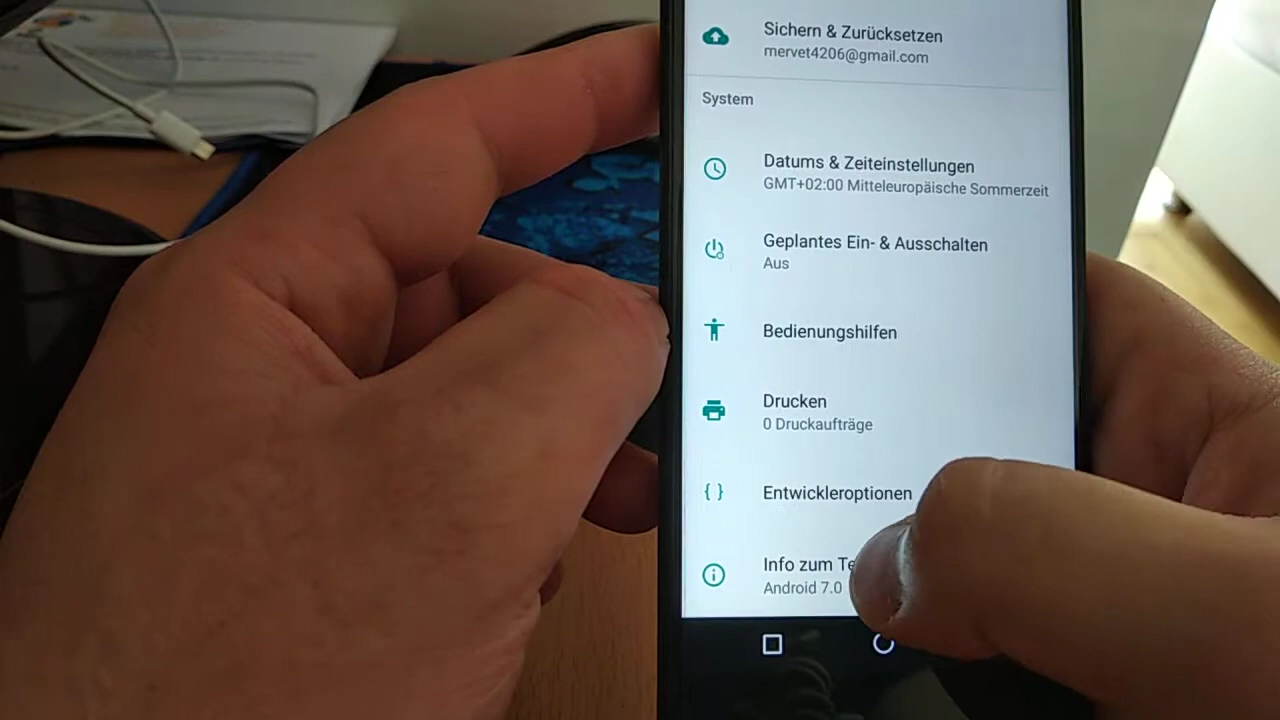 Sichern & Zurücksetzen
mervet4206@gmail.com
System
Datums & Zeiteinstellungen
GMT+02:00 Mitteleuropäische Sommerzeit
Geplantes Ein- & Ausschalten
Aus
Bedienungshilfen
Drucken
0 Druckaufträge
Entwickleroptionen
Info zum Te
Android 7.0